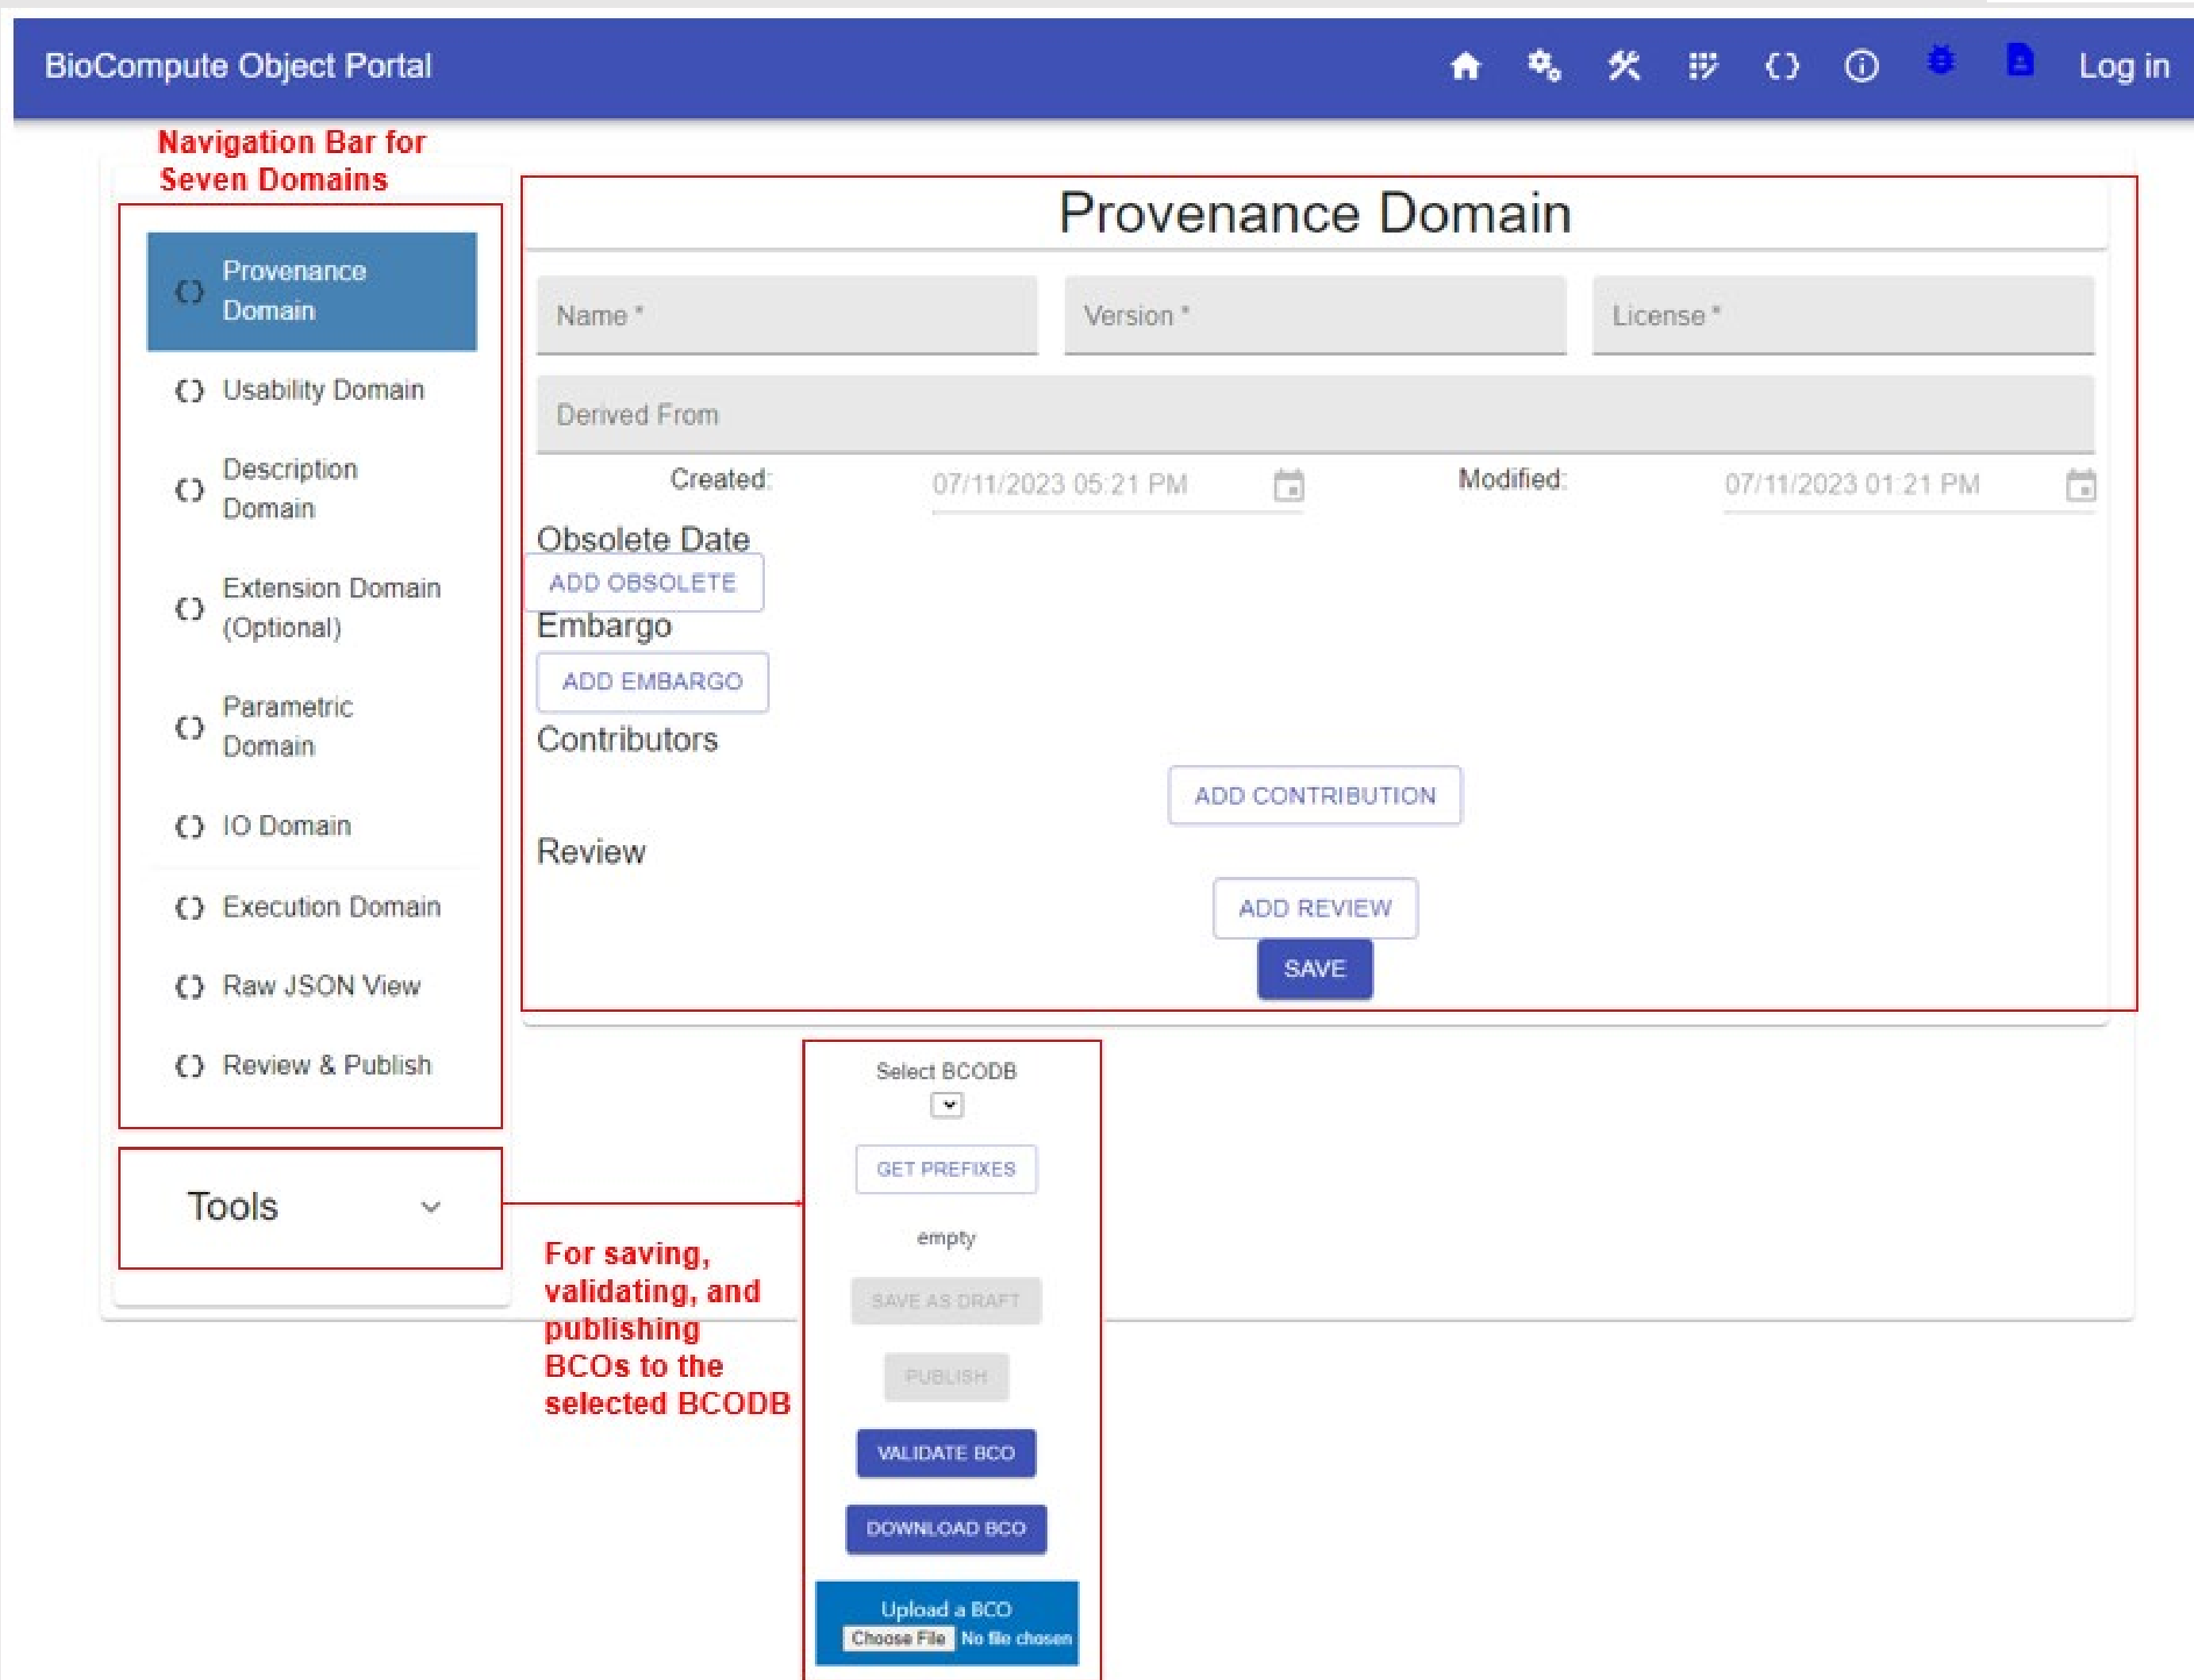 BioCompute Object Portal
Log in
Navigation Bar for
Seven Domains
Provenance
Domain
Usability Domain
Description
Domain
Extension Domain
(Optional)
Parametric
Domain
IO Domain
Execution Domain
Raw JSON View
Review & Publish
Tools
Provenance Domain
Name *
Version *
License *
Derived From
Created:
07/11/2023 05:21 PM
Modified:
07/11/2023 01:21 PM
Obsolete Date
ADD OBSOLETE
Embargo
ADD EMBARGO
Contributors
ADD CONTRIBUTION
Review
ADD REVIEW
SAVE
For saving,
validating, and
publishing
BCOs to the
selected BCODB
Select BCODB
GET PREFIXES
empty
SAVE AS DRAFT
PUBLISH
VALIDATE BCO
DOWNLOAD BCO
Upload a BCO
Choose File No file chosen